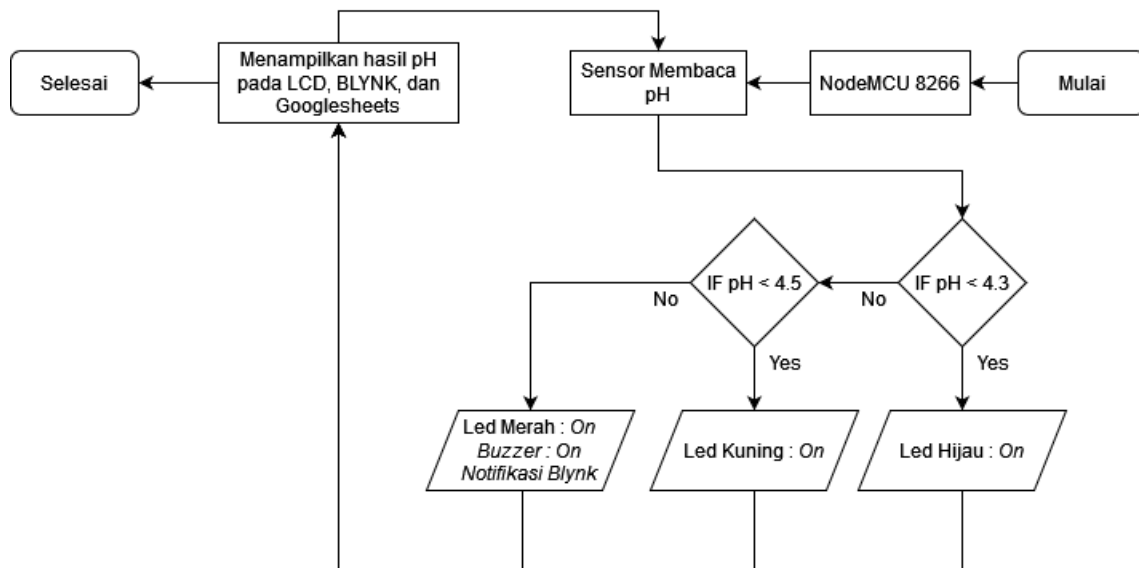 Selesai
Menampilkan hasil pH
pada LCD, BLYNK, dan
Googlesheets
Sensor Membaca
pH
NodeMCU 8266
Mulai
IF pH < 4.5
IF pH < 4.3
No
No
Yes
Yes
Led Merah : On
Buzzer : On
Notifikasi Blynk
Led Kuning : On
Led Hijau : On